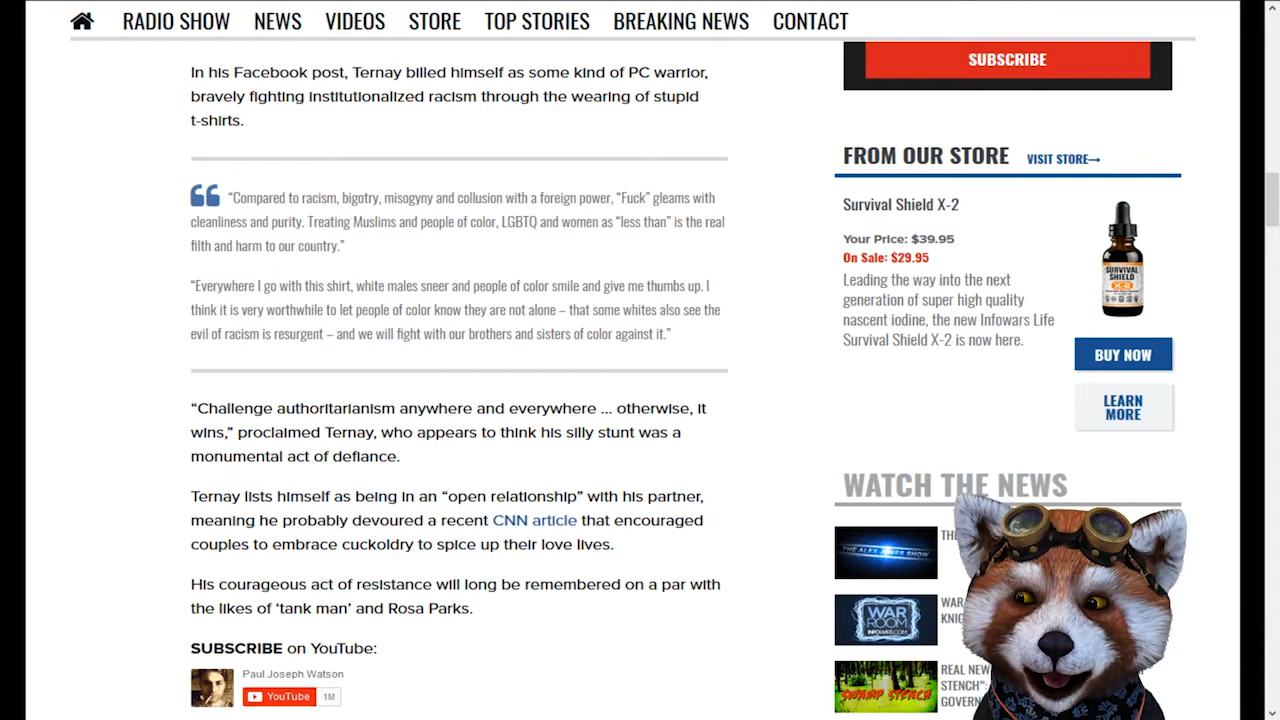 RADIO SHOW NEWS VIDEOS STORE TOP STORIES BREAKING NEWS CONTACT
In his Facebook post, Ternay billed himself as some kind of PC warrior,
bravely fighting institutionalized racism through the wearing of stupid
t-shirts.
“Compared to racism, bigotry, misogyny and collusion with a foreign power, “Fuck” gleams with
cleanliness and purity. Treating Muslims and people of color, LGBTQ and women as “less than” is the real
filth and harm to our country.”
“Everywhere I go with this shirt, white males sneer and people of color smile and give me thumbs up. I
think it is very worthwhile to let people of color know they are not alone – that some whites also see the
evil of racism is resurgent – and we will fight with our brothers and sisters of color against it.”
“Challenge authoritarianism anywhere and everywhere … otherwise, it
wins,” proclaimed Ternay, who appears to think his silly stunt was a
monumental act of defiance.
Ternay lists himself as being in an “open relationship” with his partner,
meaning he probably devoured a recent CNN article that encouraged
couples to embrace cuckoldry to spice up their love lives.
His courageous act of resistance will long be remembered on a par with
the likes of ‘tank man’ and Rosa Parks.
SUBSCRIBE on YouTube:
Paul Joseph Watson
YouTube 1M
SUBSCRIBE
FROM OUR STORE VISIT STORE→
Survival Shield X-2
Your Price: $39.95
On Sale: $29.95
Leading the way into the next
generation of super high quality
nascent iodine, the new Infowars Life
Survival Shield X-2 is now here.
SURVIVAL
SHIELD
X-2
BUY NOW
LEARN
MORE
WATCH THE NEWS
THE ALEX JONES SHOW
WAR
ROOM
INFOWARS.COM
WAR
SWAMP STENCH
REAL NEW
STENCH”: